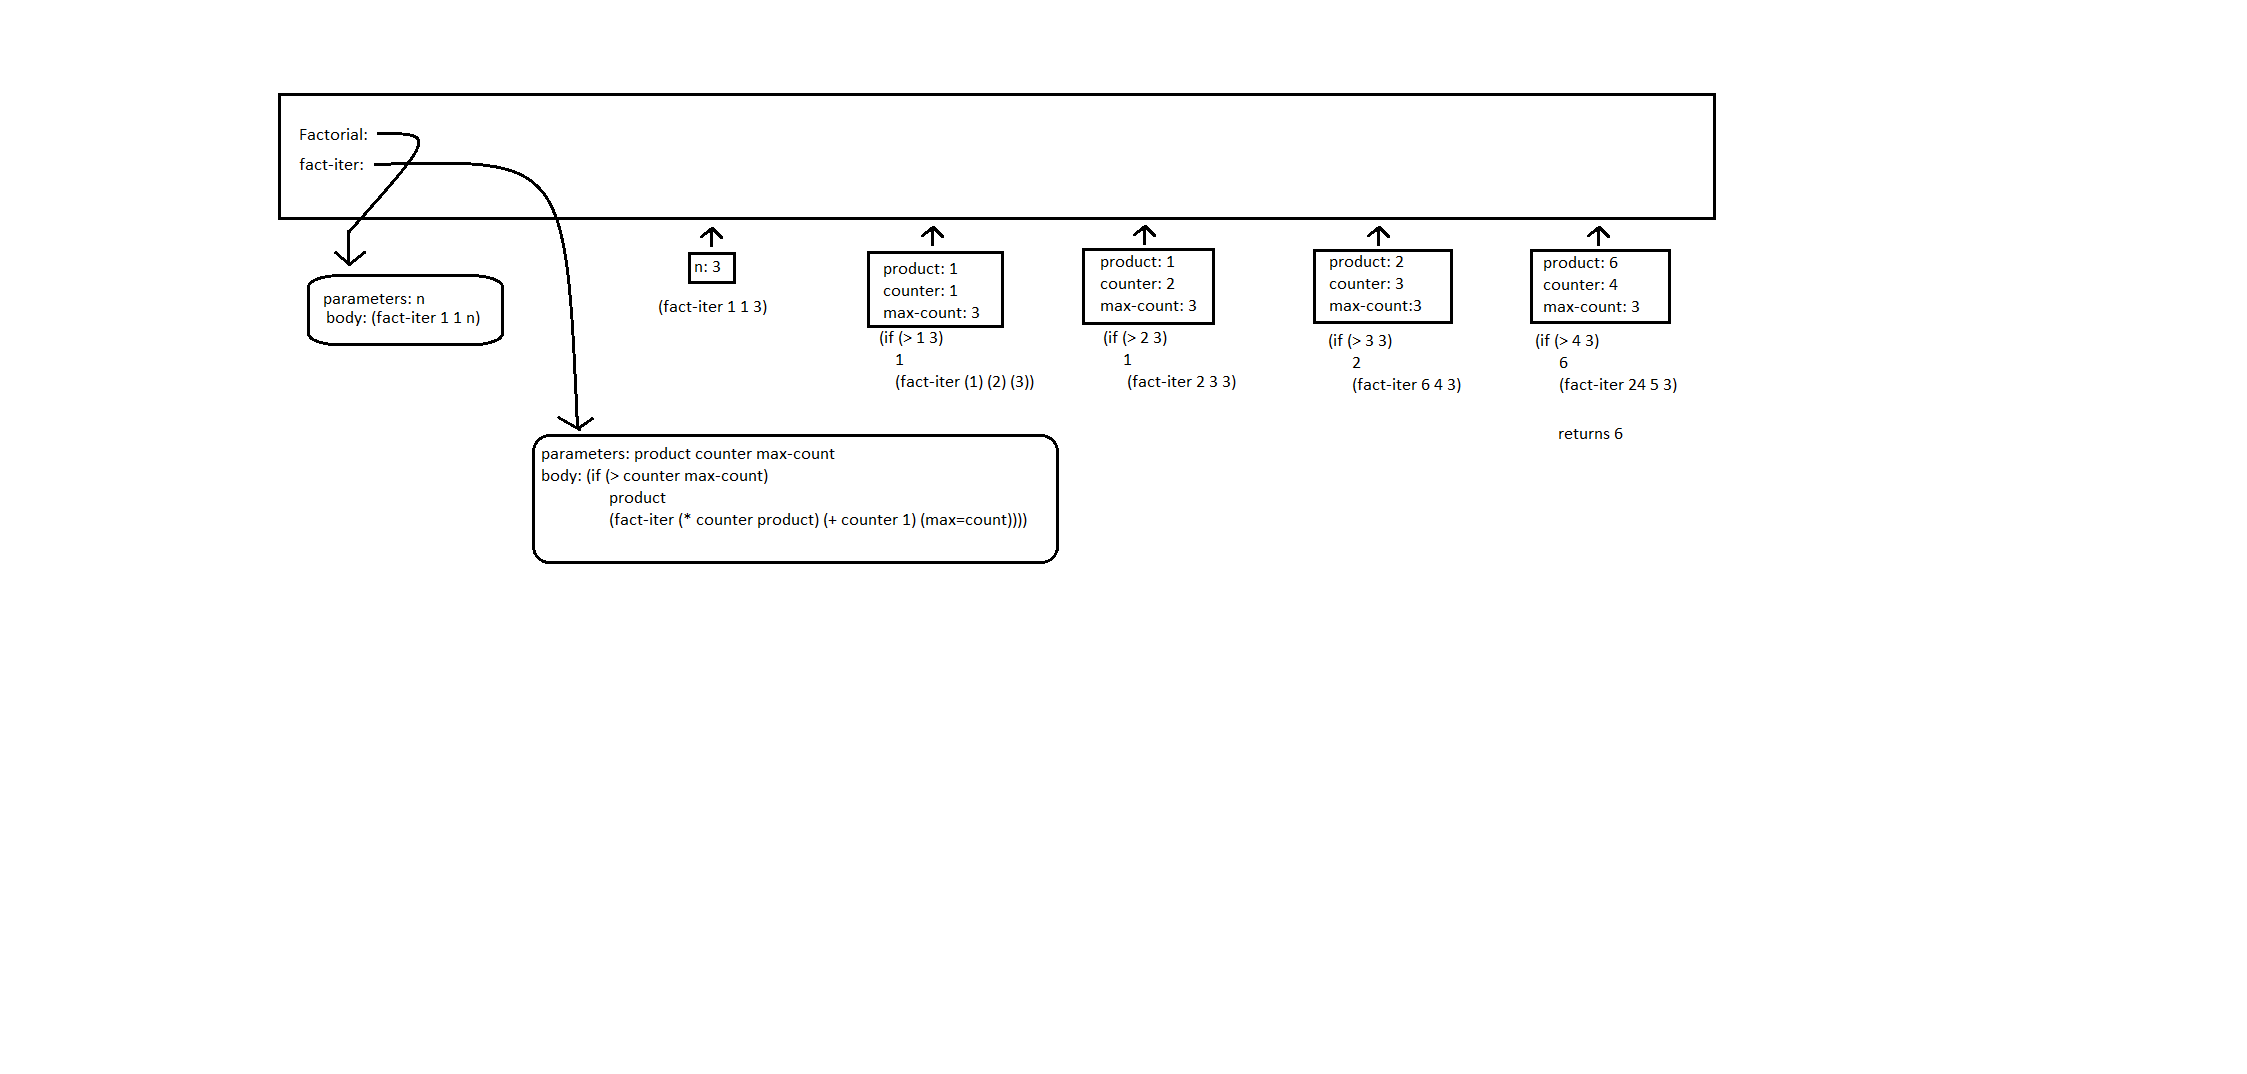 Factorial:
fact-iter:
parameters: n
body: (fact-iter 1 1 n)
n: 3
(fact-iter 1 1 3)
product: 1
counter: 1
max-count: 3
(if (> 1 3)
1
(fact-iter (1) (2) (3))
product: 1
counter: 2
max-count: 3
(if (> 2 3)
1
(fact-iter 2 3 3)
product: 2
counter: 3
max-count:3
(if (> 3 3)
2
(fact-iter 6 4 3)
product: 6
counter: 4
max-count: 3
(if (> 4 3)
6
(fact-iter 24 5 3)
returns 6
parameters: product counter max-count
body: (if (> counter max-count)
product
(fact-iter (* counter product) (+ counter 1) (max=count))))